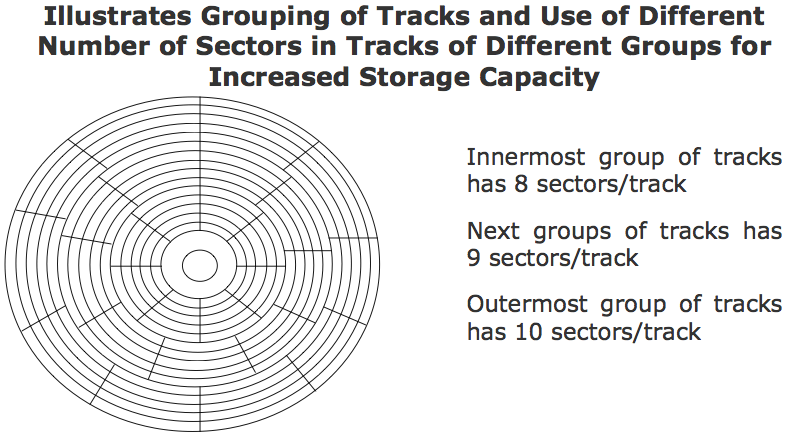 Illustrates Grouping of Tracks and Use of Different
Number of Sectors in Tracks of Different Groups for
Increased Storage Capacity
Innermost group of tracks
has 8 sectors/track
Next groups of tracks has
9 sectors/track
Outermost group of tracks
has 10 sectors/track